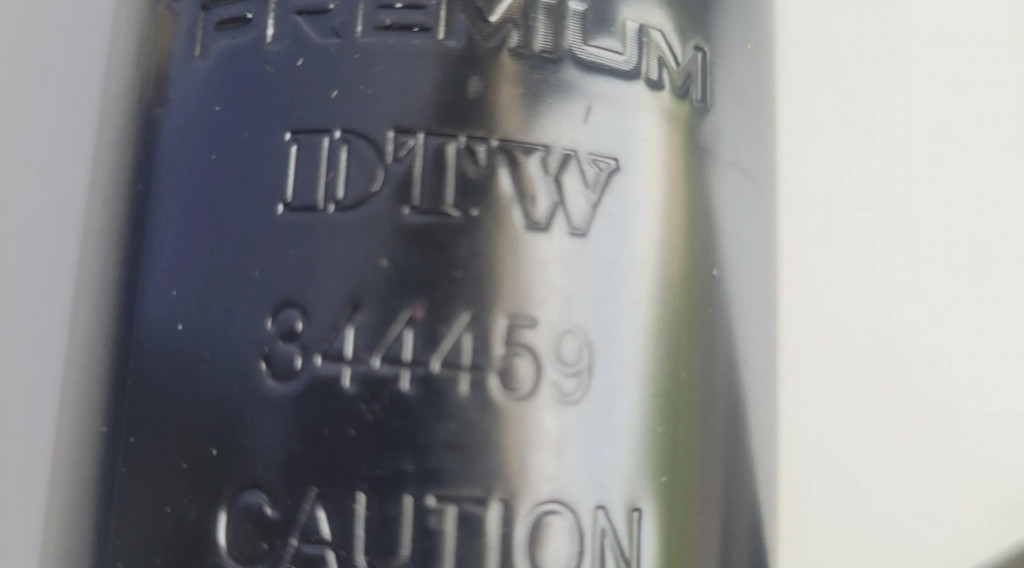 PREMIUM
DTW
344459
CAUTION